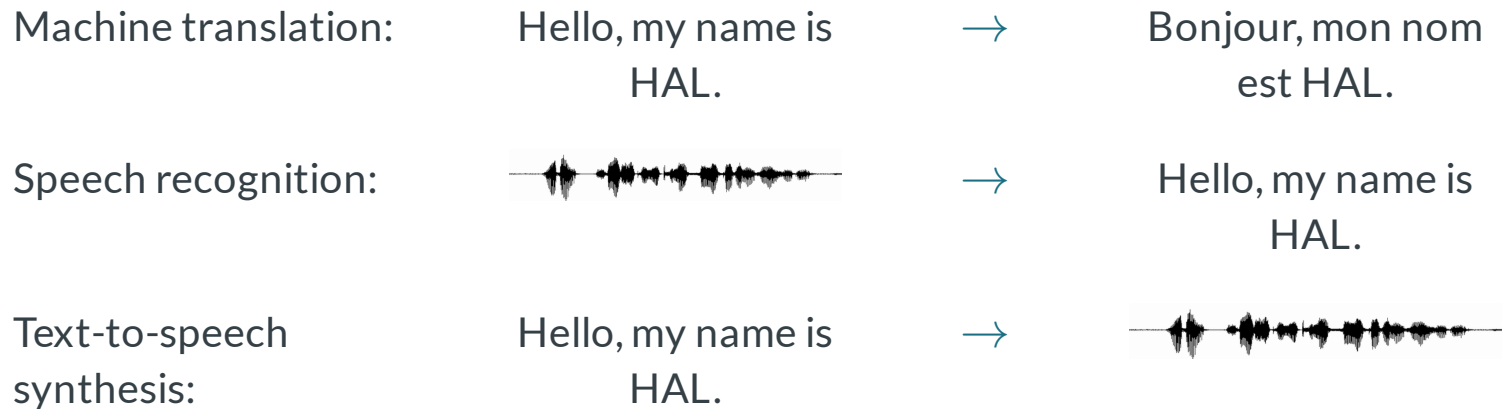 Machine translation: Hello, my name is → Bonjour, mon nom
HAL. est HAL.
Speech recognition: → Hello, my name is
HAL.
Text-to-speech Hello, my name is →
synthesis: HAL.